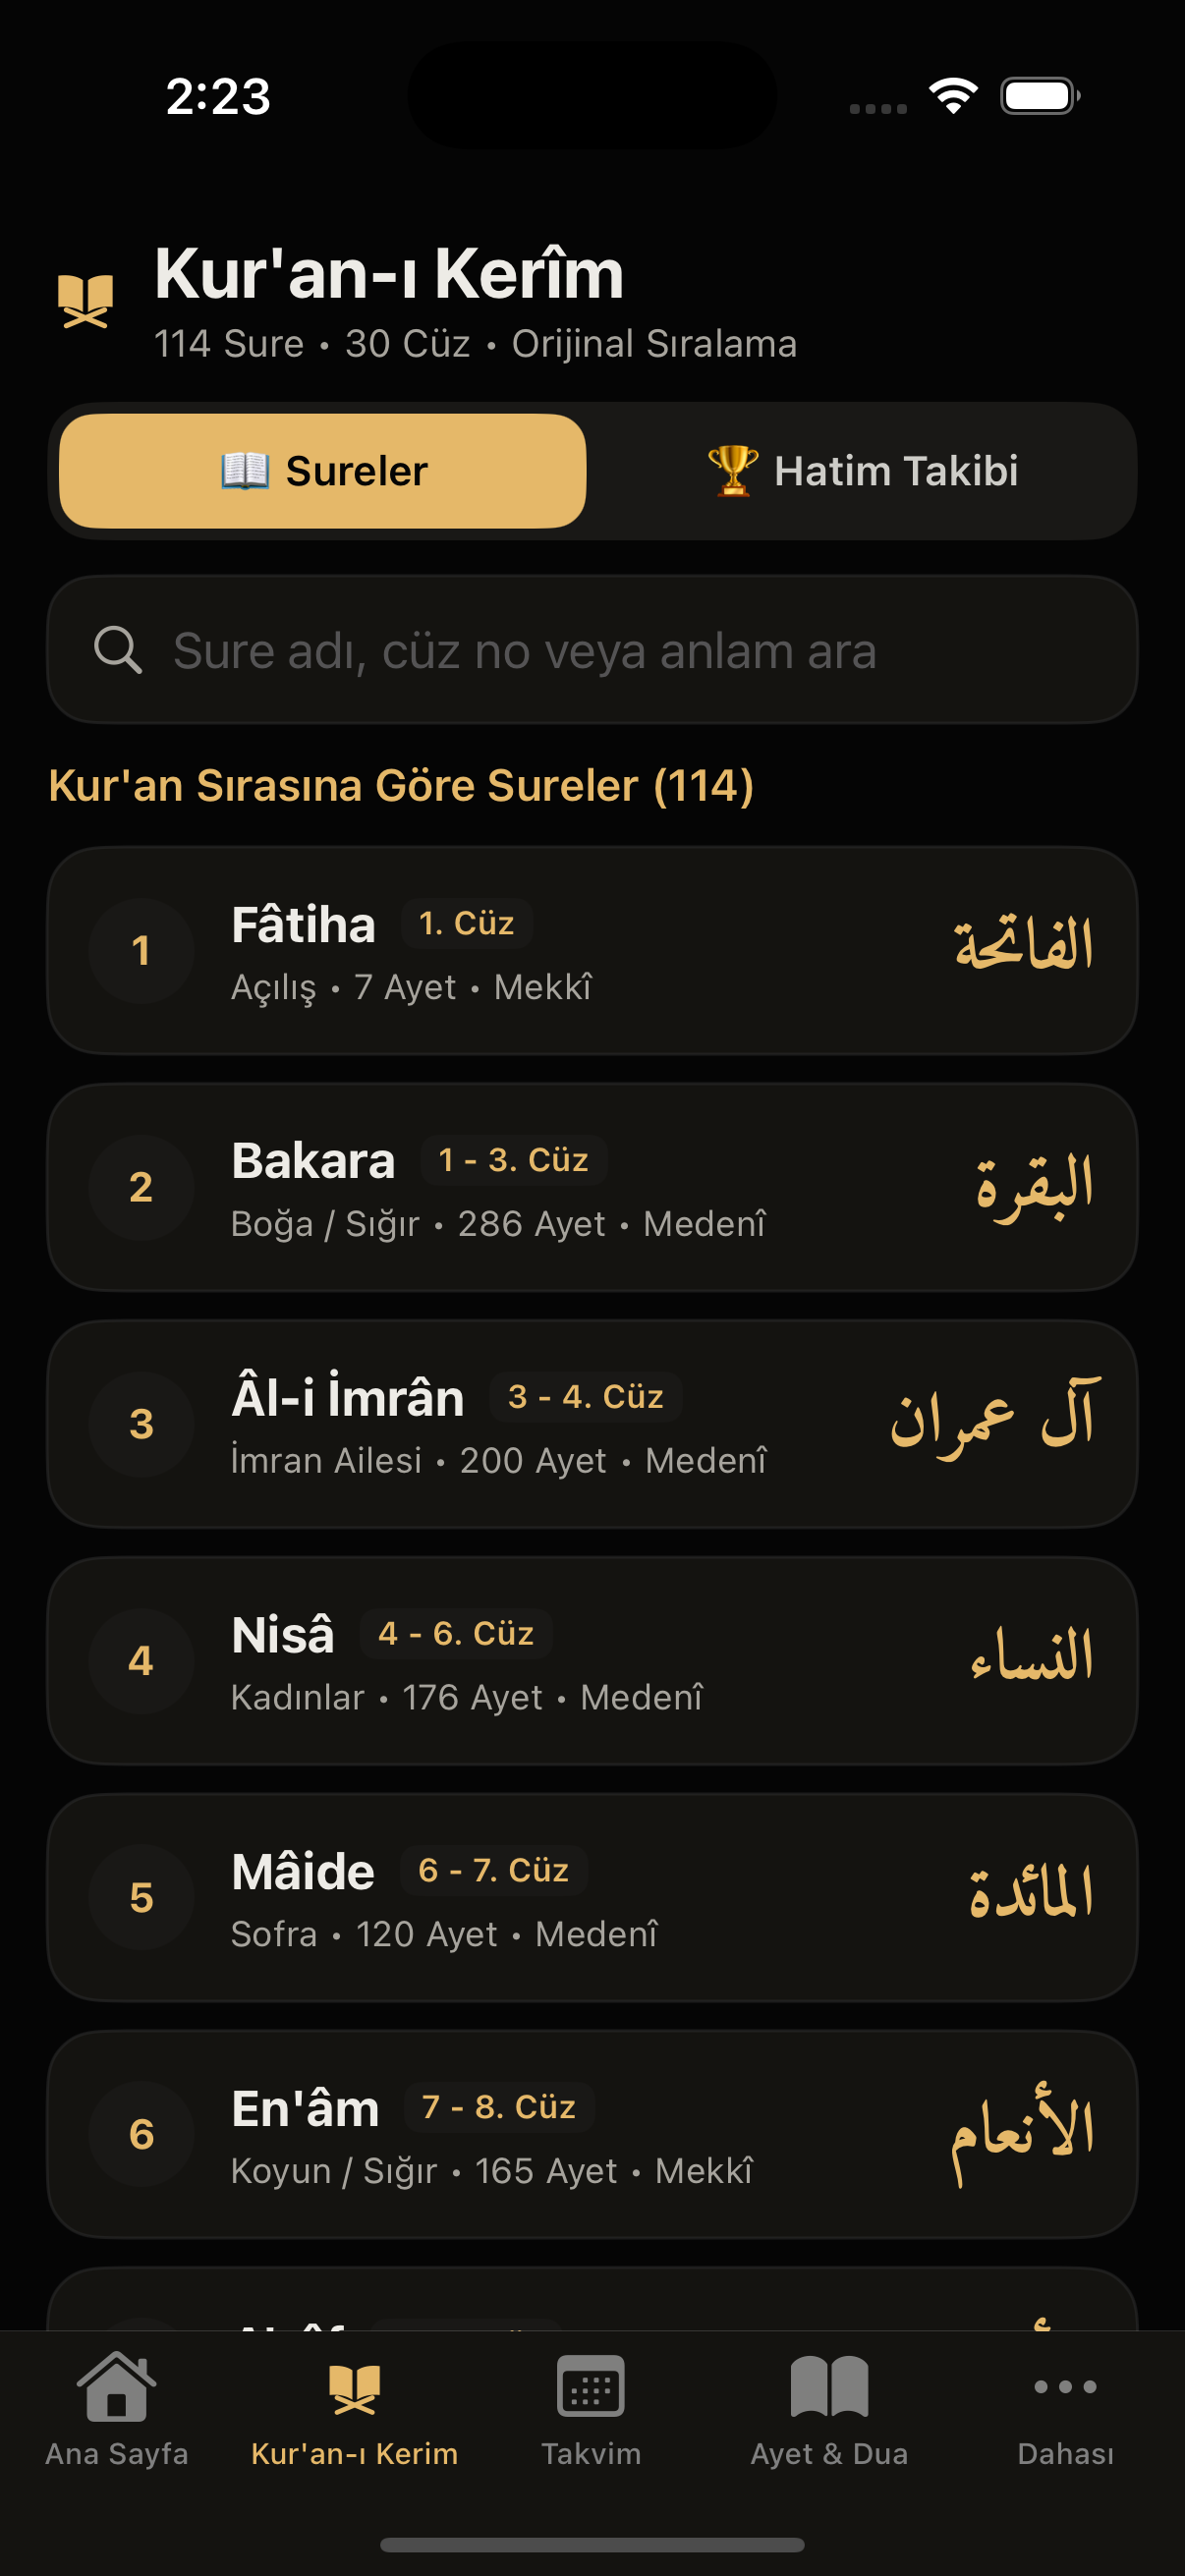 2:23
Kur'an-ı Kerîm
114 Sure • 30 Cüz • Orijinal Sıralama
📖 Sureler
🏆 Hatim Takibi
Sure adı, cüz no veya anlam ara
Kur'an Sırasına Göre Sureler (114)
1 Fâtiha 1. Cüz الفاتحة
Açılış • 7 Ayet • Mekkî
2 Bakara 1 - 3. Cüz البقرة
Boğa / Sığır • 286 Ayet • Medenî
3 Âl-i İmrân 3 - 4. Cüz آل عمران
İmran Ailesi • 200 Ayet • Medenî
4 Nisâ 4 - 6. Cüz النساء
Kadınlar • 176 Ayet • Medenî
5 Mâide 6 - 7. Cüz المائدة
Sofra • 120 Ayet • Medenî
6 En'âm 7 - 8. Cüz الأنعام
Koyun / Sığır • 165 Ayet • Mekkî
Ana Sayfa
Kur'an-ı Kerim
Takvim
Ayet & Dua
Dahası